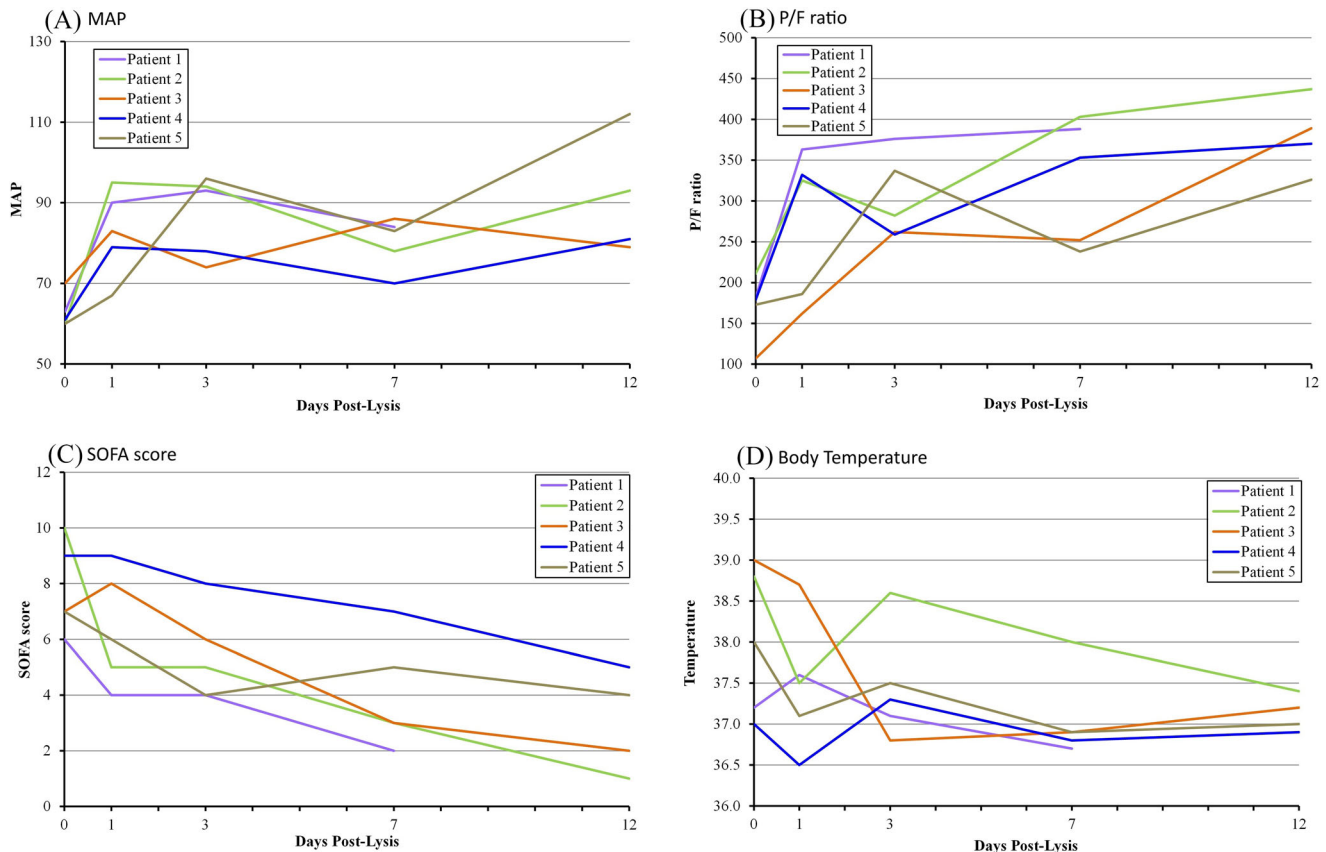 (A) MAP
130
110
90
70
50
MAP
Patient 1
Patient 2
Patient 3
Patient 4
Patient 5
0 1 3 7 12
Days Post-Lysis
(B) P/F ratio
500
450
400
350
300
250
200
150
100
P/F ratio
Patient 1
Patient 2
Patient 3
Patient 4
Patient 5
0 1 3 7 12
Days Post-Lysis
(C) SOFA score
12
10
8
6
4
2
0
SOFA score
Patient 1
Patient 2
Patient 3
Patient 4
Patient 5
0 1 3 7 12
Days Post-Lysis
(D) Body Temperature
40.0
39.5
39.0
38.5
38.0
37.5
37.0
36.5
36.0
Temperature
Patient 1
Patient 2
Patient 3
Patient 4
Patient 5
0 1 3 7 12
Days Post-Lysis